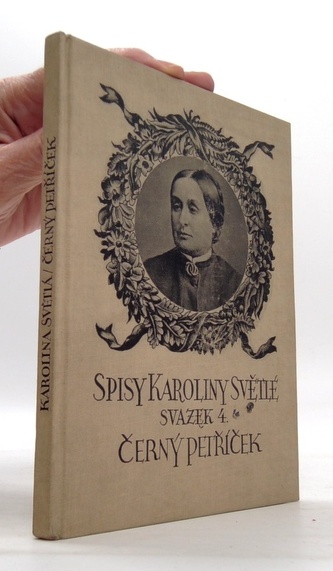 KAROLINA SVĚTLÁ / ČERNÝ PETŘÍČEK
SPISY KAROLINY SVĚTLÉ
SVAZEK 4.
ČERNÝ PETŘÍČEK